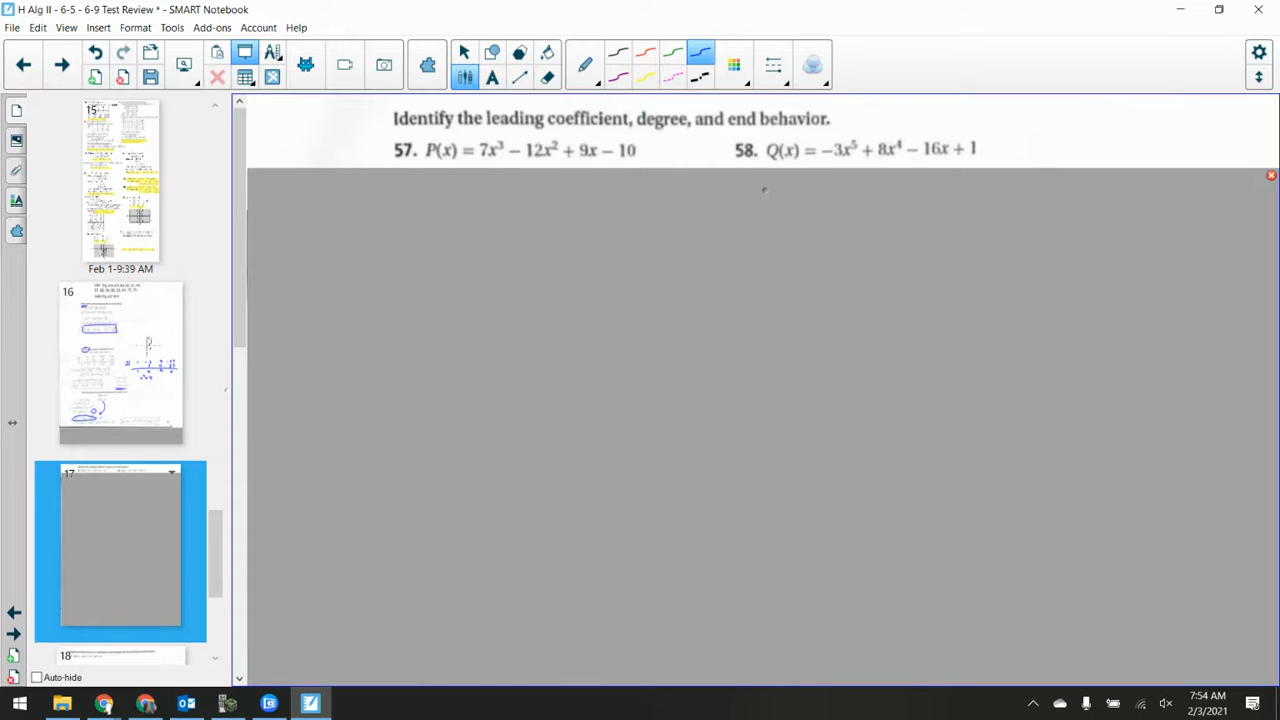 H Alg II - 6-5 - 6-9 Test Review * - SMART Notebook
File Edit View Insert Format Tools Add-ons Account Help
15
Feb 1-9:39 AM
16
17
18
Auto-hide
Identify the leading coefficient, degree, and end behavior.
57. P(x) = 7x³ − 12x² + 9x − 10
58. Q(x) = −3x⁵ + 8x⁴ − 16x + 1
7:54 AM
2/3/2021